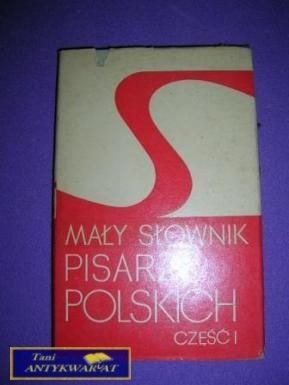 MAŁY SŁOWNIK
PISARZY
POLSKICH
CZĘŚĆ I
Tani
ANTYKWARIAT